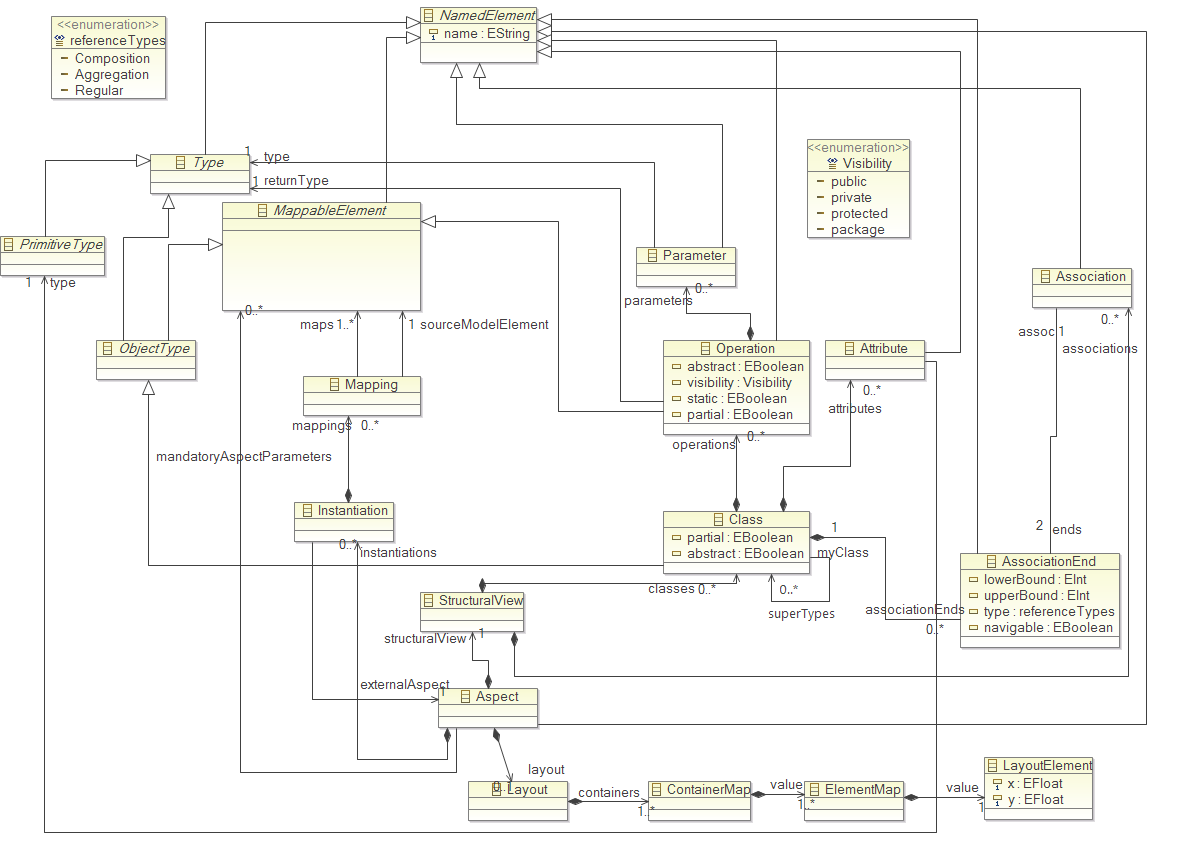 <<enumeration>>
referenceTypes
Composition
Aggregation
Regular
NamedElement
name : EString
<<enumeration>>
Visibility
public
private
protected
package
Type
1
type
1 returnType
MappableElement
PrimitiveType
1
type
Parameter
0..*
parameters
Association
0..*
assoc 1
associations
0..*
maps 1..*
1 sourceModelElement
ObjectType
Mapping
mappings 0..*
Operation
abstract : EBoolean
visibility : Visibility
static : EBoolean
partial : EBoolean
operations
0..*
Attribute
0..*
attributes
mandatoryAspectParameters
Instantiation
0..*
instantiations
Class
partial : EBoolean
abstract : EBoolean
1
myClass
2
ends
AssociationEnd
lowerBound : EInt
upperBound : EInt
type : referenceTypes
navigable : EBoolean
associationEnds
0..*
classes 0..*
0..*
superTypes
StructuralView
structuralView
1
externalAspect
1
Aspect
layout
0..1
Layout
containers
1..*
ContainerMap
value
1..*
ElementMap
value
1
LayoutElement
x : EFloat
y : EFloat